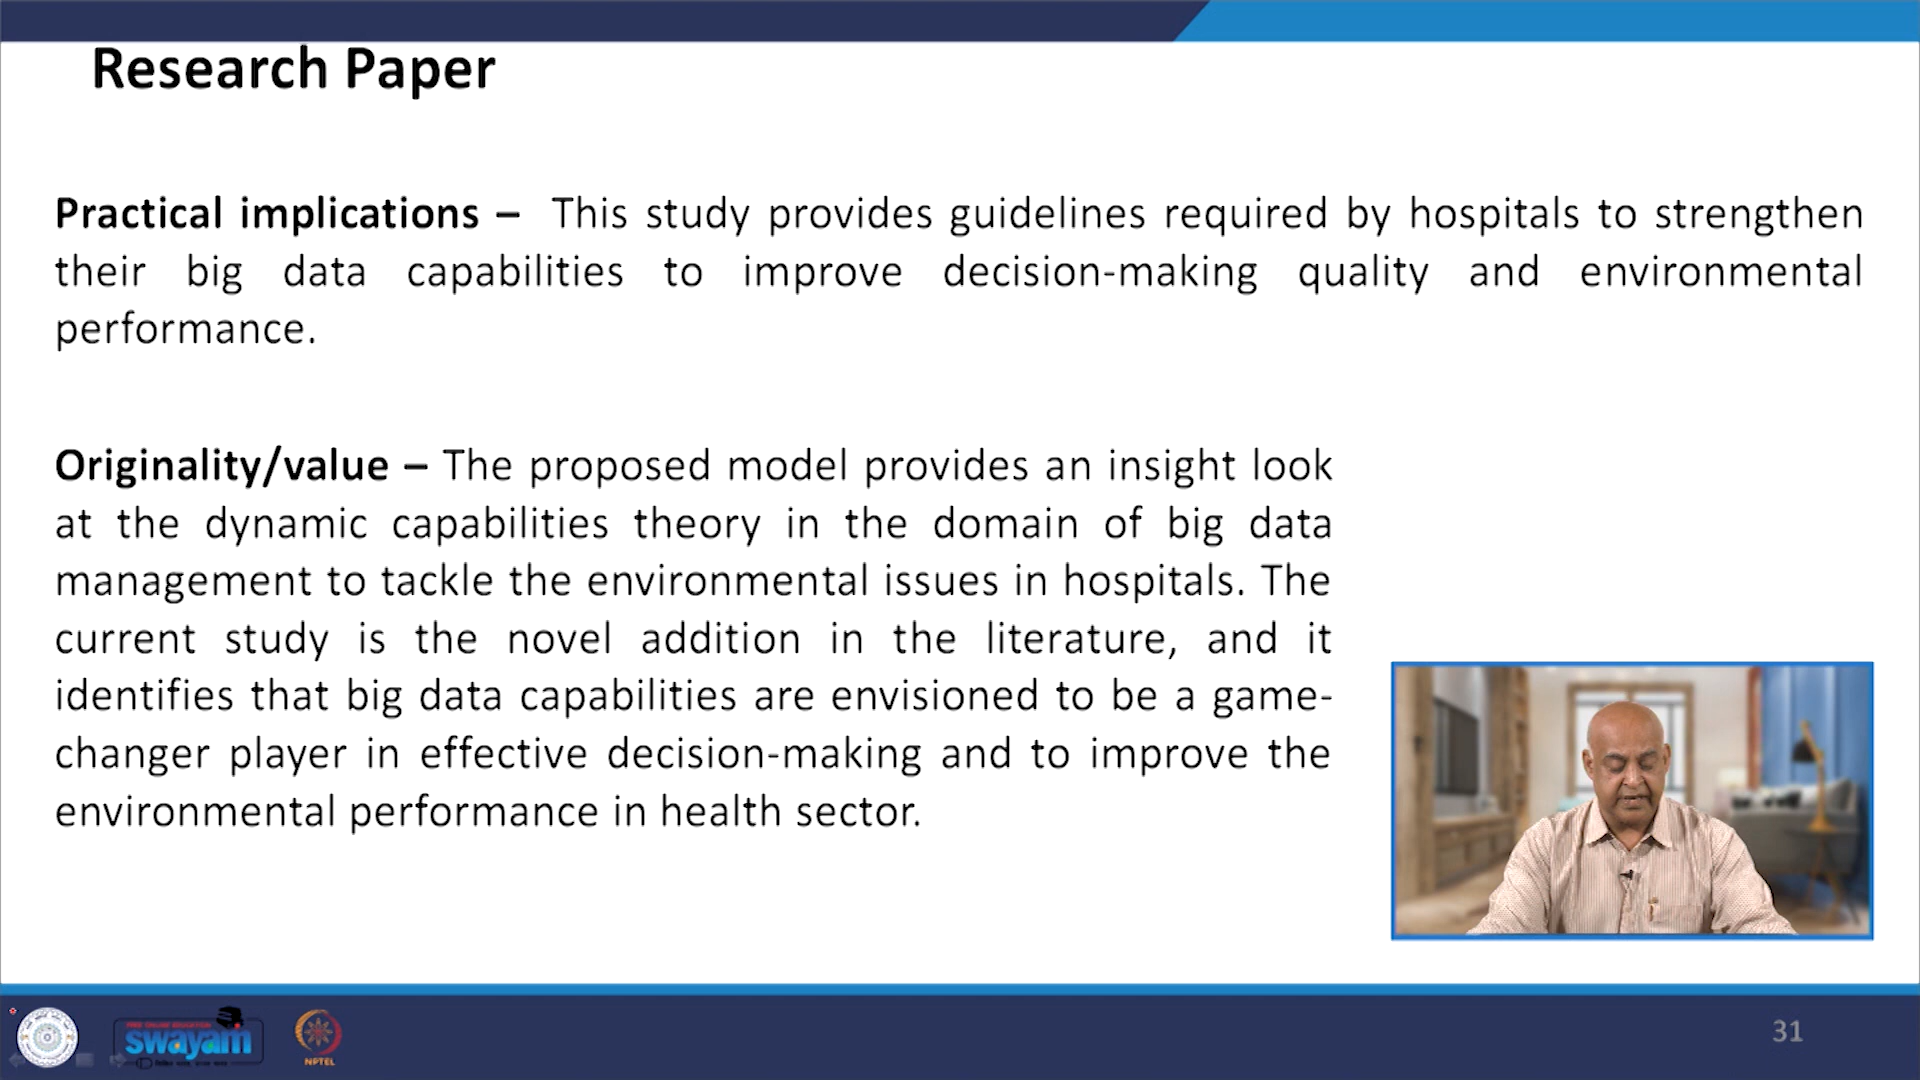 Research Paper
Practical implications – This study provides guidelines required by hospitals to strengthen
their big data capabilities to improve decision-making quality and environmental
performance.
Originality/value – The proposed model provides an insight look
at the dynamic capabilities theory in the domain of big data
management to tackle the environmental issues in hospitals. The
current study is the novel addition in the literature, and it
identifies that big data capabilities are envisioned to be a game-
changer player in effective decision-making and to improve the
environmental performance in health sector.
FREE ONLINE EDUCATION
swayam
NPTEL
31